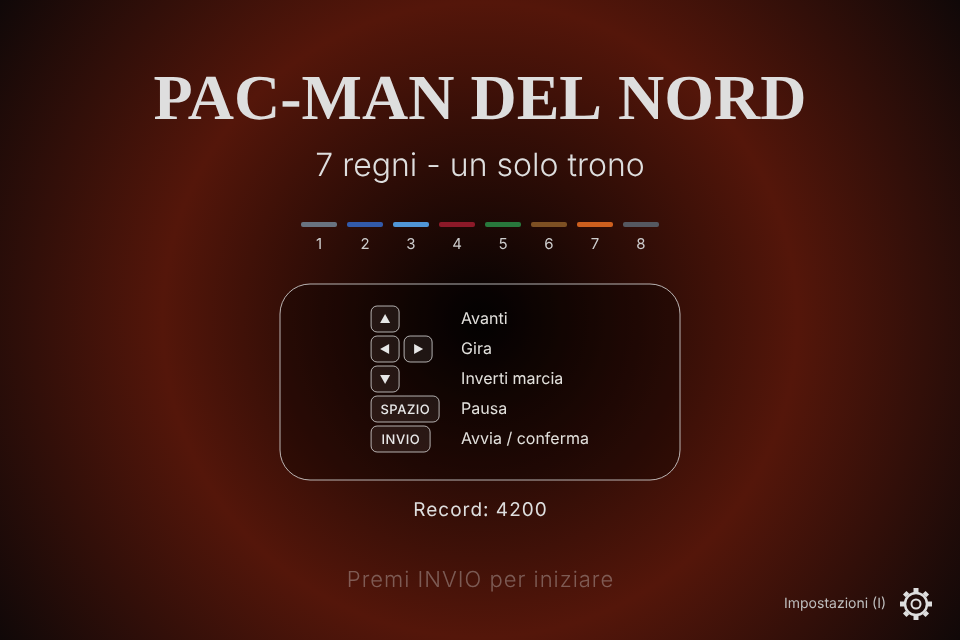 PAC-MAN DEL NORD
7 regni - un solo trono
1 2 3 4 5 6 7 8
Avanti
Gira
Inverti marcia
SPAZIO Pausa
INVIO Avvia / conferma
Record: 4200
Premi INVIO per iniziare
Impostazioni (I)